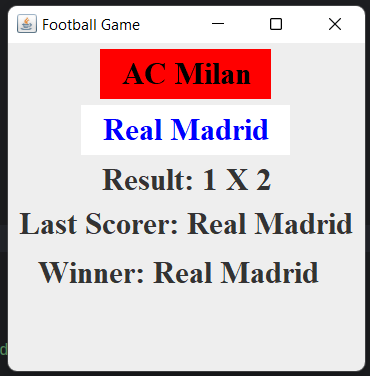 Football Game
AC Milan
Real Madrid
Result: 1 X 2
Last Scorer: Real Madrid
Winner: Real Madrid
d